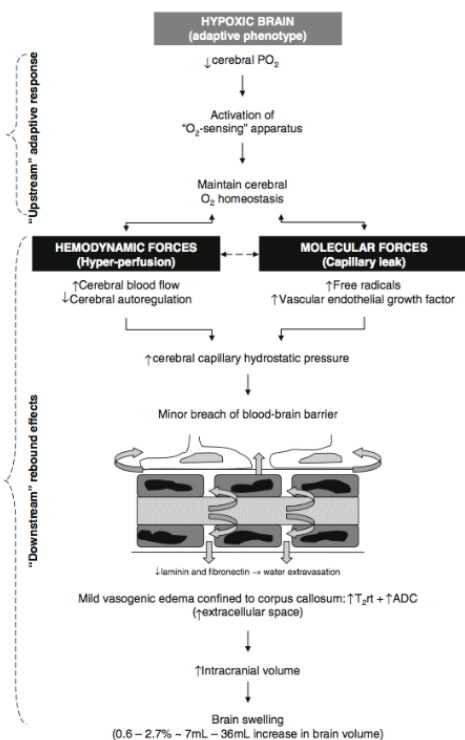 HYPOXIC BRAIN
(adaptive phenotype)
↓cerebral PO₂
Activation of
“O₂-sensing” apparatus
Maintain cerebral
O₂ homeostasis
“Upstream” adaptive response
HEMODYNAMIC FORCES
(Hyper-perfusion)
MOLECULAR FORCES
(Capillary leak)
↑Cerebral blood flow
↓Cerebral autoregulation
↑Free radicals
↑Vascular endothelial growth factor
↑cerebral capillary hydrostatic pressure
Minor breach of blood-brain barrier
“Downstream” rebound effects
↓laminin and fibronectin → water extravasation
Mild vasogenic edema confined to corpus callosum: ↑T₂rt + ↑ADC
(↑extracellular space)
↑Intracranial volume
Brain swelling
(0.6 – 2.7% ~ 7mL – 36mL increase in brain volume)